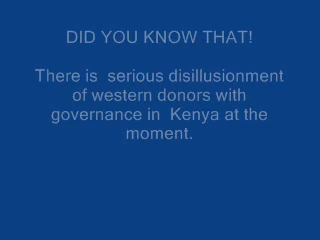 DID YOU KNOW THAT!
There is  serious disillusionment
of western donors with
governance in  Kenya at the
moment.